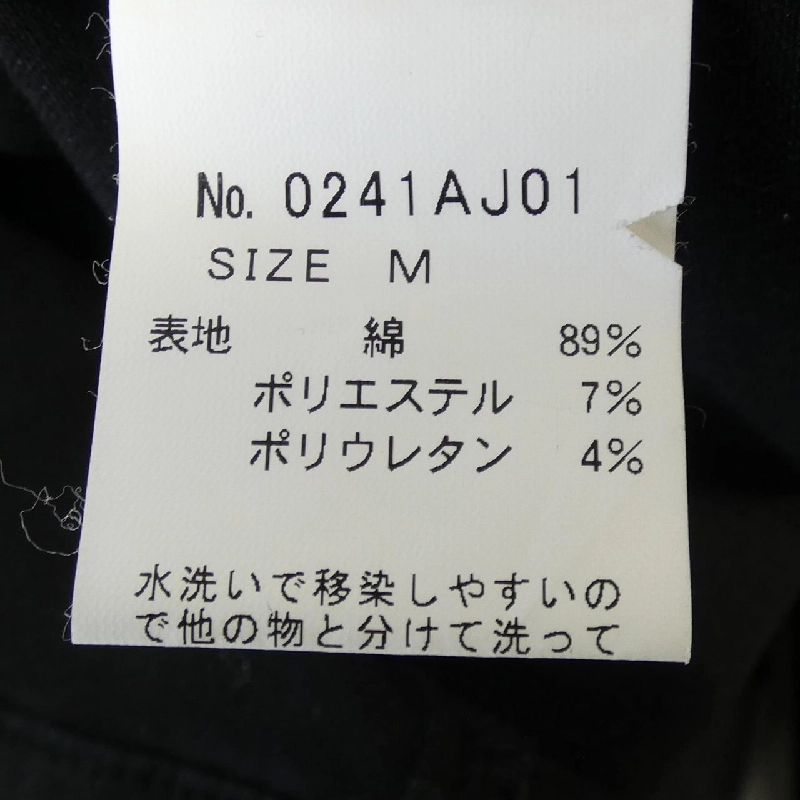 No. 0241AJ01
SIZE M
表地 綿 89%
ポリエステル 7%
ポリウレタン 4%
水洗いで移染しやすいの
で他の物と分けて洗って